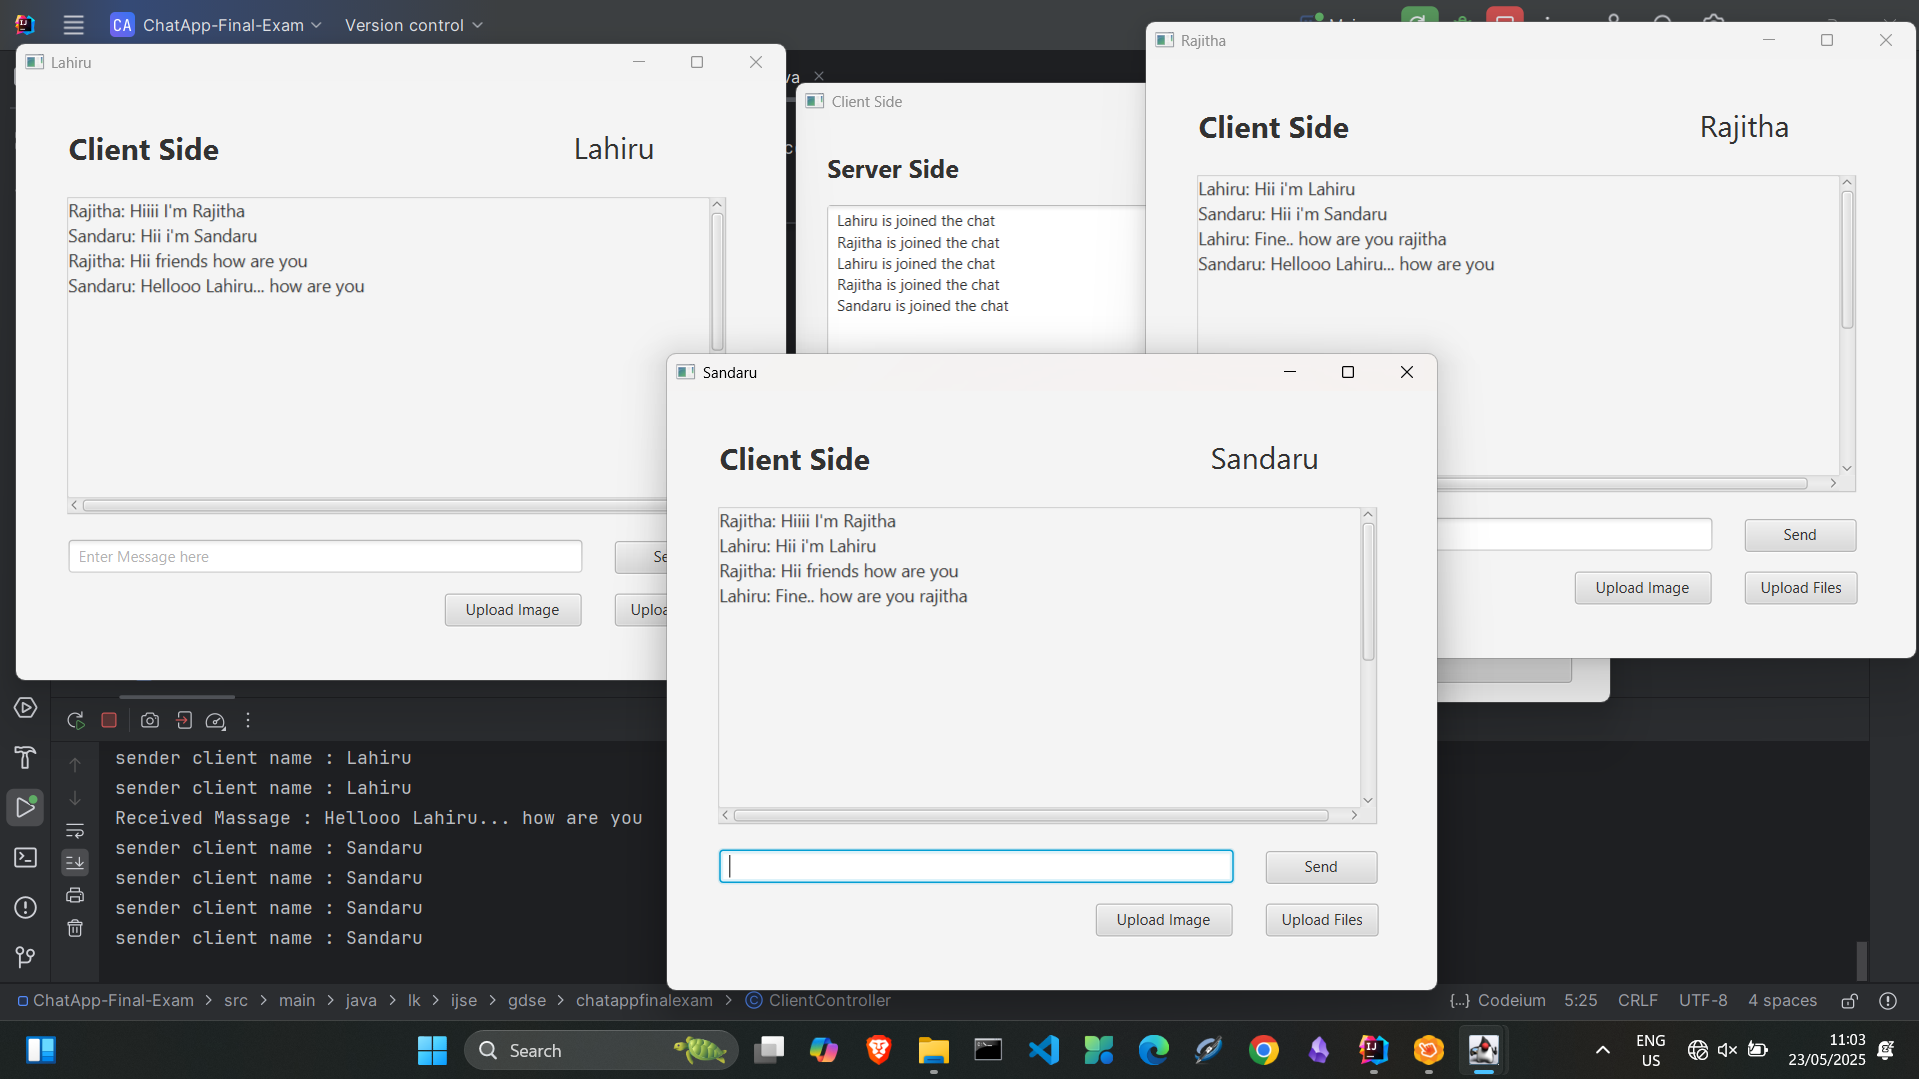 CA ChatApp-Final-Exam Version control
Lahiru
Client Side Lahiru
Rajitha: Hiiii I'm Rajitha
Sandaru: Hii i'm Sandaru
Rajitha: Hii friends how are you
Sandaru: Hellooo Lahiru... how are you
Enter Message here
Se
Upload Image Uploa
va
Client Side
Server Side
Lahiru is joined the chat
Rajitha is joined the chat
Lahiru is joined the chat
Rajitha is joined the chat
Sandaru is joined the chat
Rajitha
Client Side Rajitha
Lahiru: Hii i'm Lahiru
Sandaru: Hii i'm Sandaru
Lahiru: Fine.. how are you rajitha
Sandaru: Hellooo Lahiru... how are you
Send
Upload Image Upload Files
Sandaru
Client Side Sandaru
Rajitha: Hiiii I'm Rajitha
Lahiru: Hii i'm Lahiru
Rajitha: Hii friends how are you
Lahiru: Fine.. how are you rajitha
Send
Upload Image Upload Files
sender client name : Lahiru
sender client name : Lahiru
Received Massage : Hellooo Lahiru... how are you
sender client name : Sandaru
sender client name : Sandaru
sender client name : Sandaru
sender client name : Sandaru
ChatApp-Final-Exam > src > main > java > lk > ijse > gdse > chatappfinalexam > ClientController
{...} Codeium 5:25 CRLF UTF-8 4 spaces
Search
ENG
US
11:03
23/05/2025